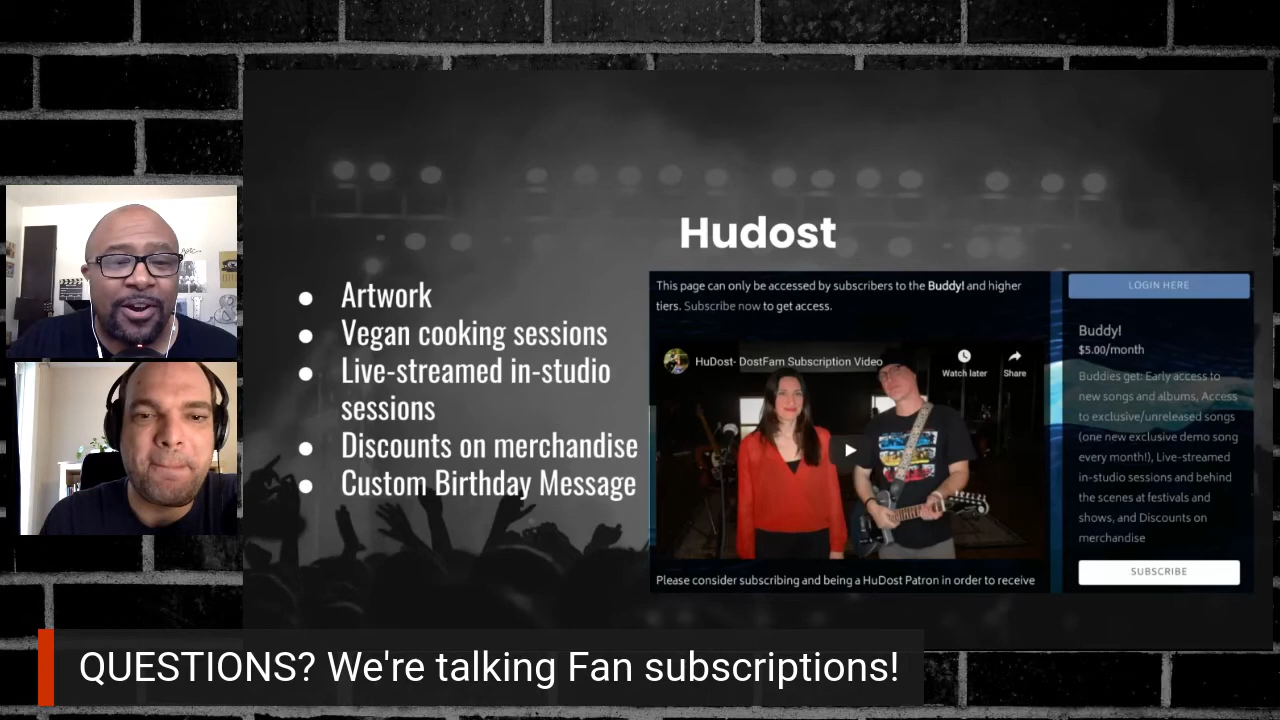 Hudost
Artwork
Vegan cooking sessions
Live-streamed in-studio
sessions
Discounts on merchandise
Custom Birthday Message
This page can only be accessed by subscribers to the Buddy! and higher
tiers. Subscribe now to get access.
HuDost- DostFam Subscription Video
Watch later
Share
Please consider subscribing and being a HuDost Patron in order to receive
LOGIN HERE
Buddy!
$5.00/month
Buddies get: Early access to
new songs and albums, Access
to exclusive/unreleased songs
(one new exclusive demo song
every month!), Live-streamed
in-studio sessions and behind
the scenes at festivals and
shows, and Discounts on
merchandise
SUBSCRIBE
QUESTIONS? We're talking Fan subscriptions!